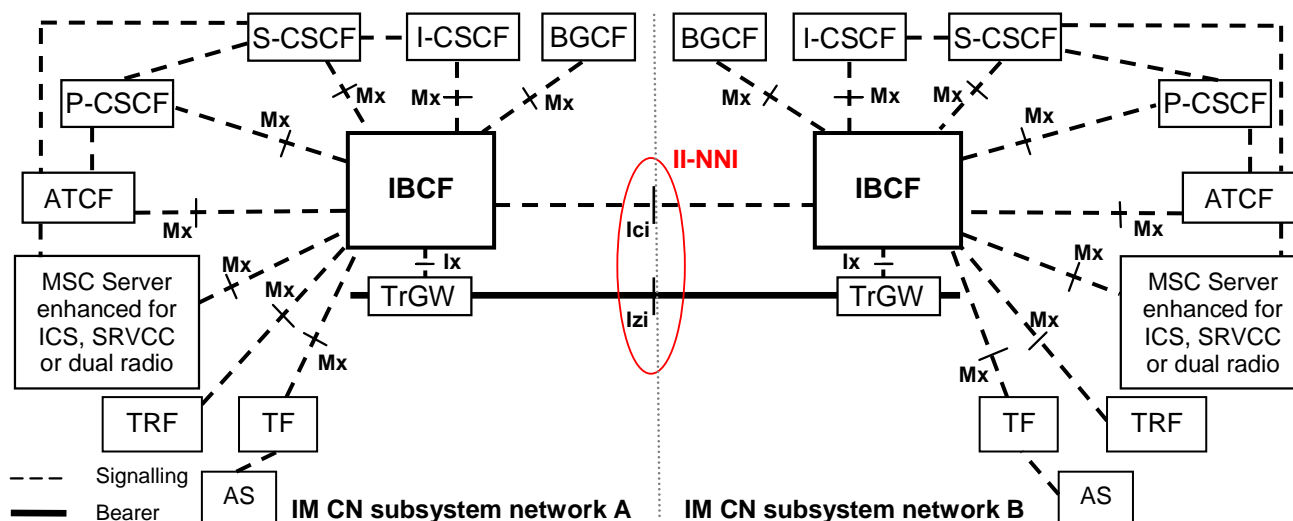 S-CSCF
I-CSCF
BGCF
BGCF
I-CSCF
S-CSCF
P-CSCF
Mx
Mx
Mx
Mx
Mx
Mx
P-CSCF
Mx
Mx
IBCF
II-NNI
IBCF
ATCF
Mx
Ici
Mx
ATCF
MSC Server
enhanced for
ICS, SRVCC
or dual radio
Mx
Ix
Ix
Mx
MSC Server
enhanced for
ICS, SRVCC
or dual radio
Mx
TrGW
Izi
TrGW
Mx
Mx
Mx
TRF
TF
TF
TRF
Signalling
Bearer
AS
IM CN subsystem network A
IM CN subsystem network B
AS